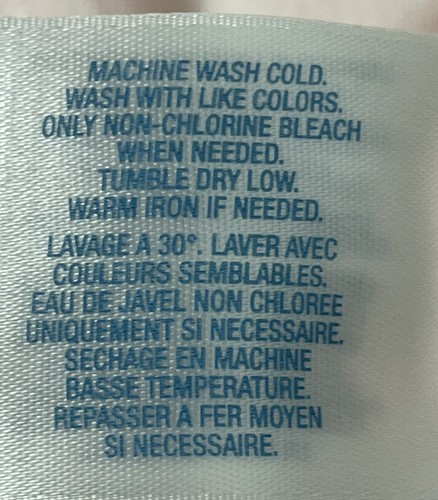 MACHINE WASH COLD.
WASH WITH LIKE COLORS.
ONLY NON-CHLORINE BLEACH
WHEN NEEDED.
TUMBLE DRY LOW.
WARM IRON IF NEEDED.
LAVAGE A 30°. LAVER AVEC
COULEURS SEMBLABLES.
EAU DE JAVEL NON CHLOREE
UNIQUEMENT SI NECESSAIRE.
SECHAGE EN MACHINE
BASSE TEMPERATURE.
REPASSER A FER MOYEN
SI NECESSAIRE.